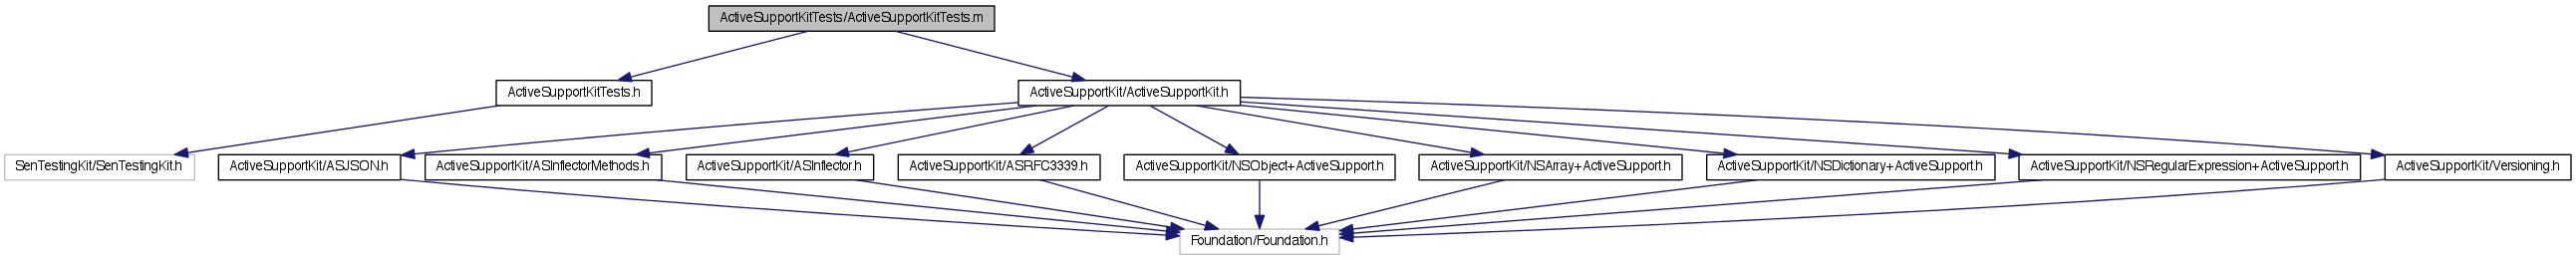 ActiveSupportKitTests/ActiveSupportKitTests.m
ActiveSupportKitTests.h
ActiveSupportKit/ActiveSupportKit.h
SenTestingKit/SenTestingKit.h
ActiveSupportKit/ASJSON.h
ActiveSupportKit/ASInflectorMethods.h
ActiveSupportKit/ASInflector.h
ActiveSupportKit/ASRFC3339.h
ActiveSupportKit/NSObject+ActiveSupport.h
ActiveSupportKit/NSArray+ActiveSupport.h
ActiveSupportKit/NSDictionary+ActiveSupport.h
ActiveSupportKit/NSRegularExpression+ActiveSupport.h
ActiveSupportKit/Versioning.h
Foundation/Foundation.h